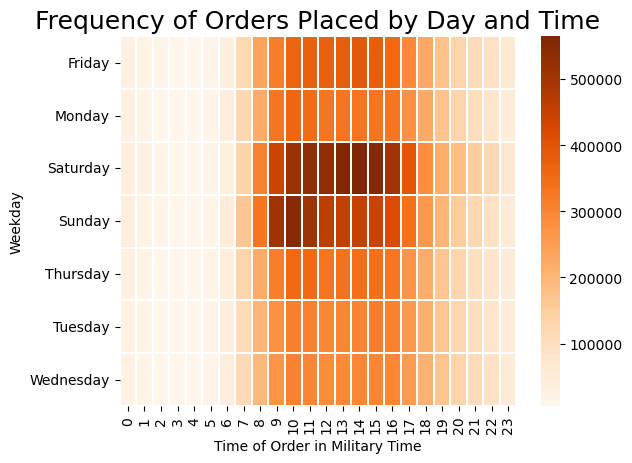 Frequency of Orders Placed by Day and Time
Weekday
Friday
Monday
Saturday
Sunday
Thursday
Tuesday
Wednesday
0 1 2 3 4 5 6 7 8 9 10 11 12 13 14 15 16 17 18 19 20 21 22 23
Time of Order in Military Time
500000
400000
300000
200000
100000